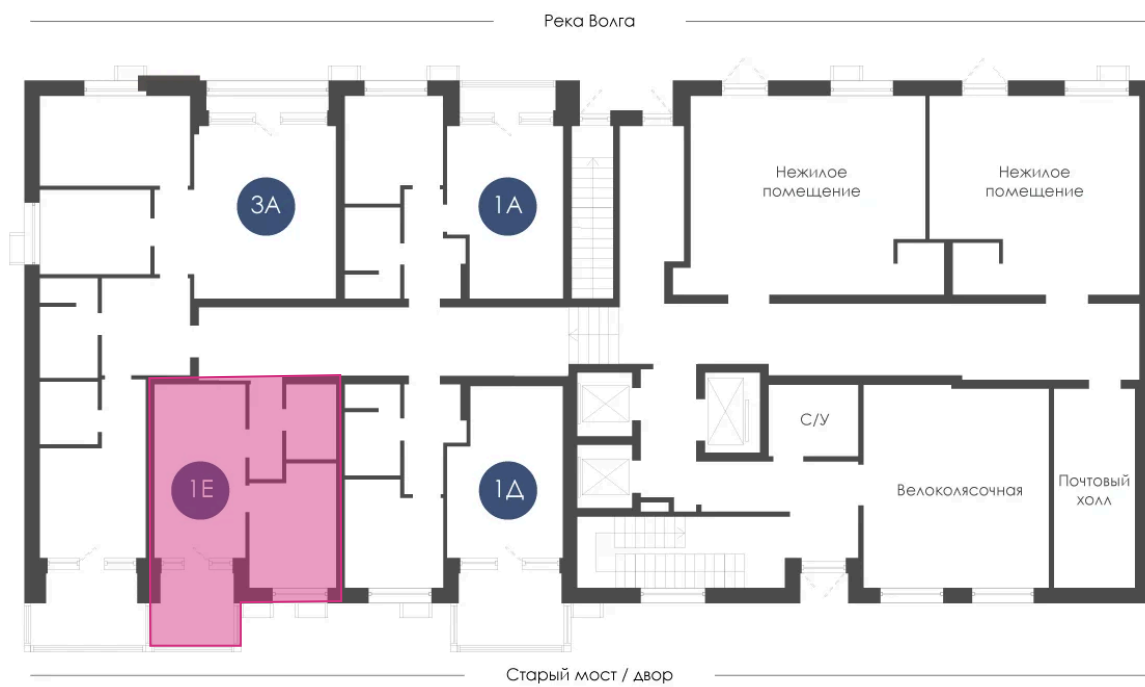 Река Волга
3А
1А
Нежилое
помещение
Нежилое
помещение
С/У
1Е
1Д
Велоколясочная
Почтовый
холл
Старый мост / двор